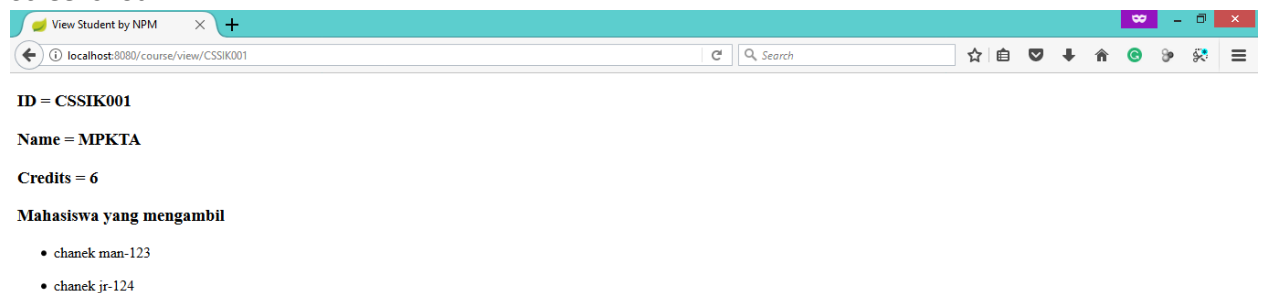 View Student by NPM
localhost:8080/course/view/CSSIK001
Search
ID = CSSIK001
Name = MPKTA
Credits = 6
Mahasiswa yang mengambil
chanek man-123
chanek jr-124